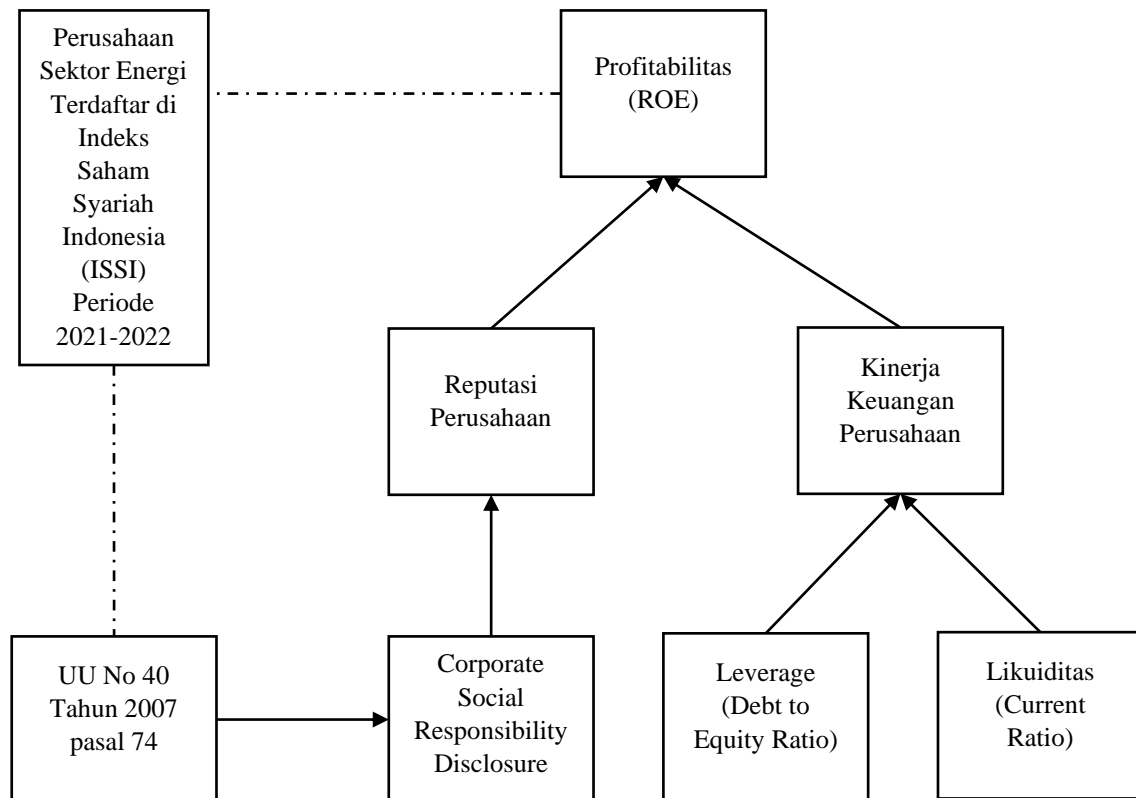 Perusahaan
Sektor Energi
Terdaftar di
Indeks
Saham
Syariah
Indonesia
(ISSI)
Periode
2021-2022
Profitabilitas
(ROE)
Reputasi
Perusahaan
Kinerja
Keuangan
Perusahaan
UU No 40
Tahun 2007
pasal 74
Corporate
Social
Responsibility
Disclosure
Leverage
(Debt to
Equity Ratio)
Likuiditas
(Current
Ratio)